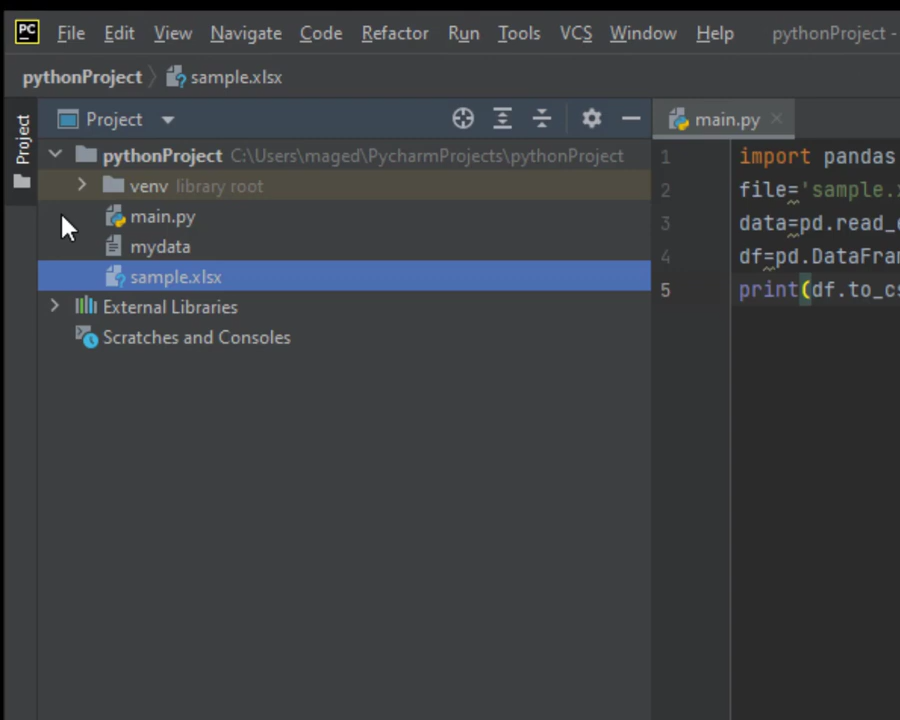 PC File Edit View Navigate Code Refactor Run Tools VCS Window Help pythonProject -
pythonProject sample.xlsx
Project
Project
main.py
pythonProject C:\Users\maged\PycharmProjects\pythonProject
venv library root
main.py
mydata
sample.xlsx
External Libraries
Scratches and Consoles
1 import pandas
2 file='sample.x
3 data=pd.read_e
4 df=pd.DataFra
5 print(df.to_cs